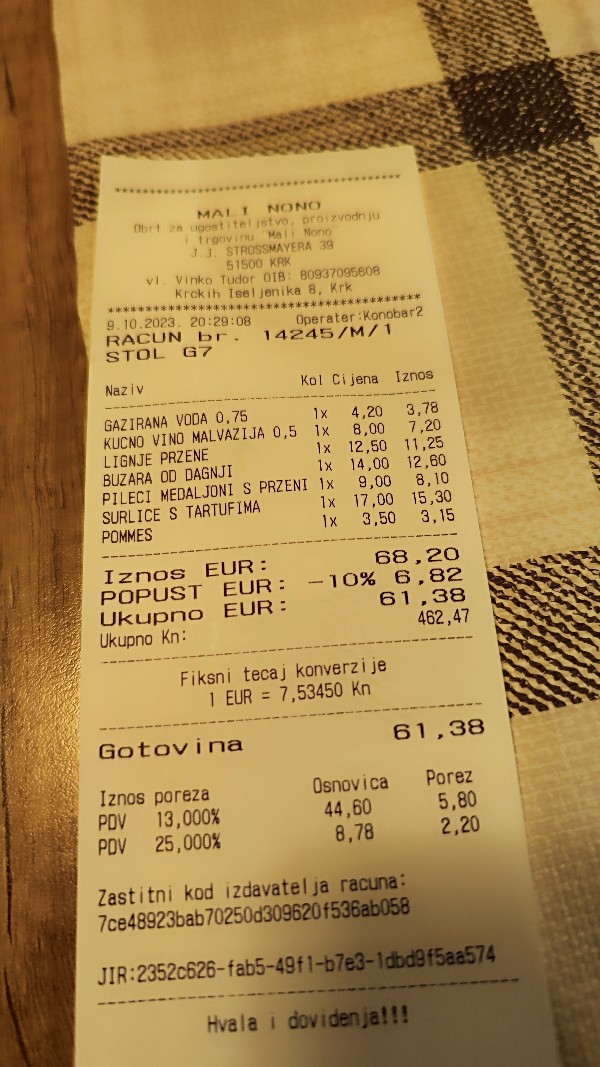 ****************************************
MALI NONO
Obrt za ugostiteljstvo, proizvodnju
i trgovinu Mali Nono
J.J. STROSSMAYERA 39
51500 KRK
vl. Vinko Tudor OIB: 80937095608
Krckih Iseljenika 8, Krk
****************************************
9.10.2023. 20:29:08 Operater:Konobar2
RACUN br. 14245/M/1
STOL G7
Naziv Kol Cijena Iznos
GAZIRANA VODA 0,75 1x 4,20 3,78
KUCNO VINO MALVAZIJA 0,5 1x 8,00 7,20
LIGNJE PRZENE 1x 12,50 11,25
BUZARA OD DAGNJI 1x 14,00 12,60
PILECI MEDALJONI S PRZENI 1x 9,00 8,10
SURLICE S TARTUFIMA 1x 17,00 15,30
POMMES 1x 3,50 3,15
Iznos EUR: 68,20
POPUST EUR: -10% 6,82
Ukupno EUR: 61,38
Ukupno Kn: 462,47
Fiksni tecaj konverzije
1 EUR = 7,53450 Kn
Gotovina 61,38
Iznos poreza Osnovica Porez
PDV 13,000% 44,60 5,80
PDV 25,000% 8,78 2,20
Zastitni kod izdavatelja racuna:
7ce48923bab70250d309620f536ab058
JIR:2352c626-fab5-49f1-b7e3-1dbd9f5aa574
Hvala i dovidenja!!!